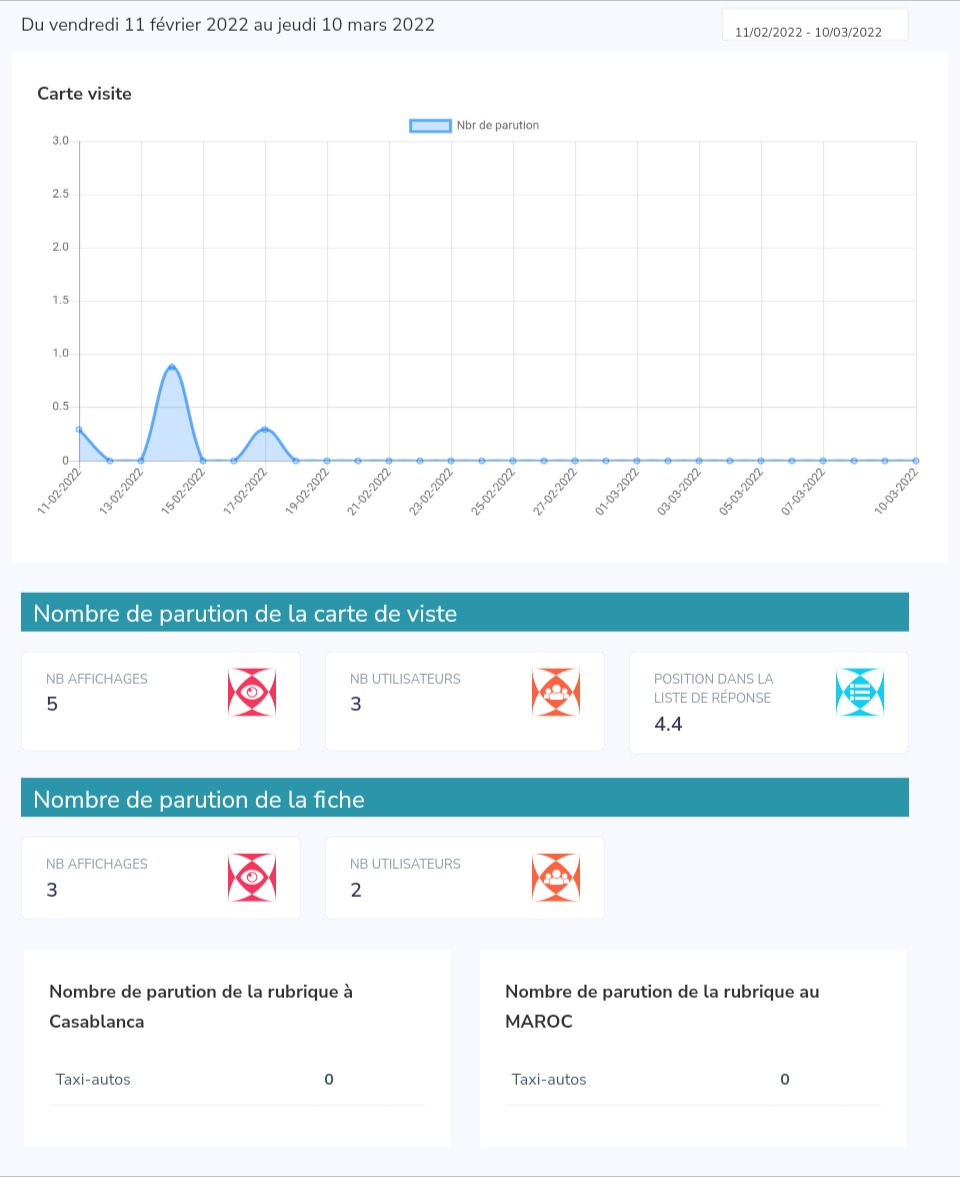 Du vendredi 11 février 2022 au jeudi 10 mars 2022
11/02/2022 - 10/03/2022
Carte visite
Nbr de parution
3.0
2.5
2.0
1.5
1.0
0.5
0
11-02-2022
13-02-2022
15-02-2022
17-02-2022
19-02-2022
21-02-2022
23-02-2022
25-02-2022
27-02-2022
01-03-2022
03-03-2022
05-03-2022
07-03-2022
10-03-2022
Nombre de parution de la carte de viste
NB AFFICHAGES
5
NB UTILISATEURS
3
POSITION DANS LA
LISTE DE RÉPONSE
4.4
Nombre de parution de la fiche
NB AFFICHAGES
3
NB UTILISATEURS
2
Nombre de parution de la rubrique à
Casablanca
Taxi-autos 0
Nombre de parution de la rubrique au
MAROC
Taxi-autos 0